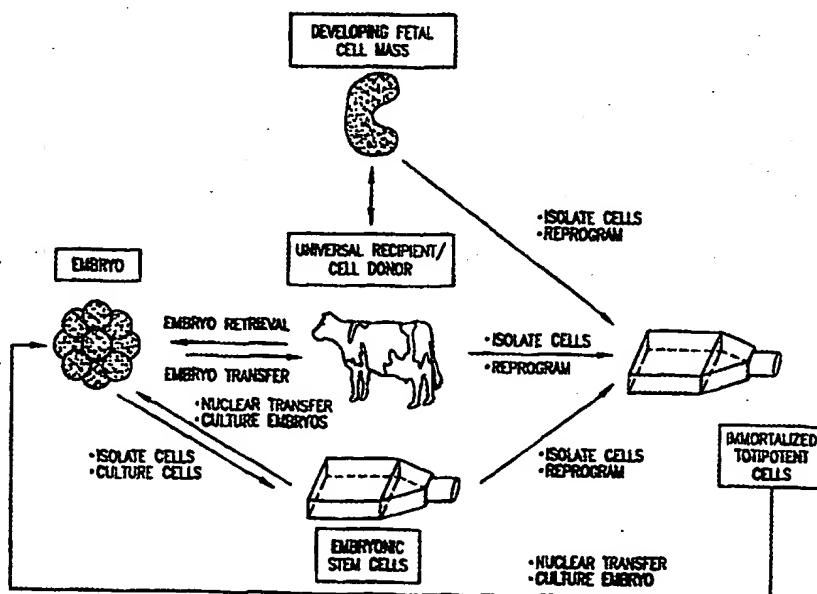 DEVELOPING FETAL
CELL MASS
•ISOLATE CELLS
•REPROGRAM
UNIVERSAL RECIPIENT/
CELL DONOR
EMBRYO
EMBRYO RETRIEVAL
EMBRYO TRANSFER
•ISOLATE CELLS
•REPROGRAM
•NUCLEAR TRANSFER
•CULTURE EMBRYOS
•ISOLATE CELLS
•CULTURE CELLS
•ISOLATE CELLS
•REPROGRAM
IMMORTALIZED
TOTIPOTENT
CELLS
EMBRYONIC
STEM CELLS
•NUCLEAR TRANSFER
•CULTURE EMBRYO